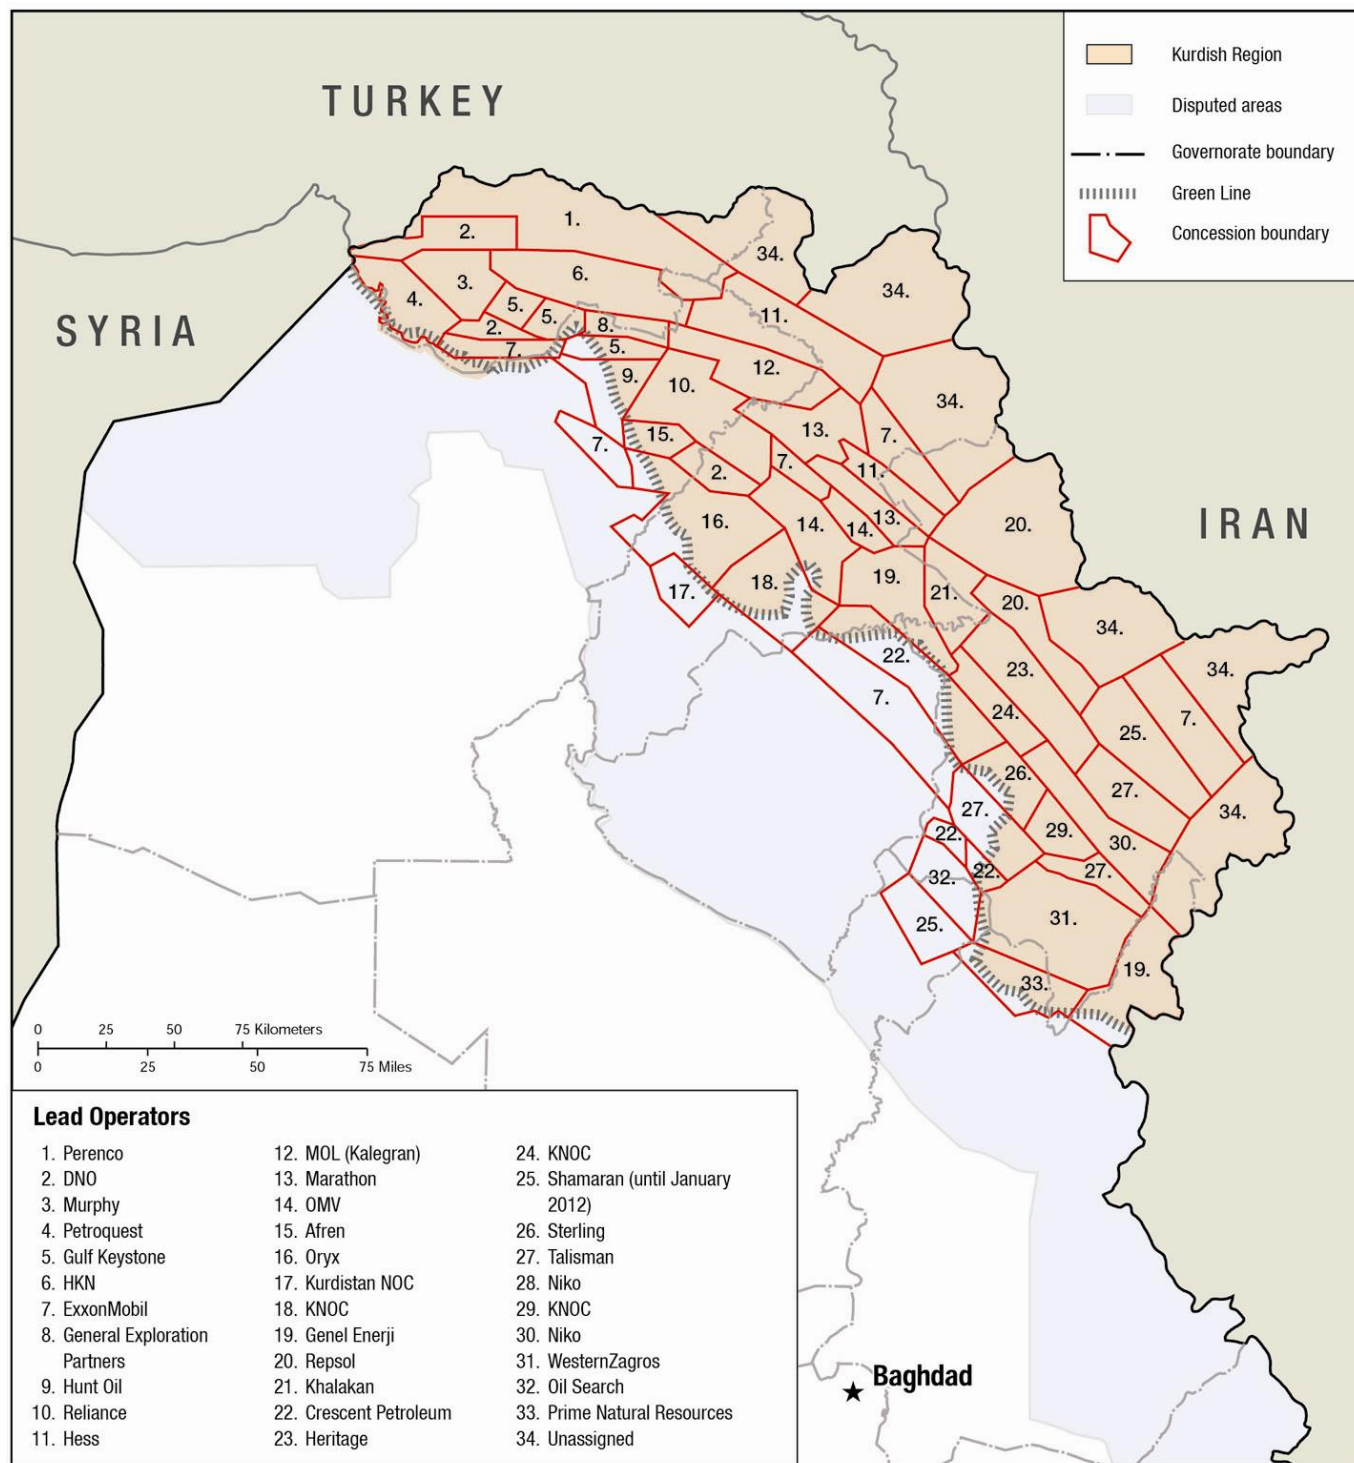 TURKEY
SYRIA
IRAN
Kurdish Region
Disputed areas
Governorate boundary
Green Line
Concession boundary
1.
2.
34.
34.
3.
6.
4.
5.
5.
8.
11.
2.
7.
5.
9.
10.
12.
34.
7.
15.
13.
7.
2.
7.
11.
16.
14.
14.
13.
20.
17.
18.
19.
21.
20.
34.
22.
34.
7.
23.
24.
25.
7.
26.
27.
27.
34.
22.
29.
30.
32.
22.
27.
25.
31.
33.
19.
0 25 50 75 Kilometers
0 25 50 75 Miles
Lead Operators
1. Perenco
2. DNO
3. Murphy
4. Petroquest
5. Gulf Keystone
6. HKN
7. ExxonMobil
8. General Exploration
Partners
9. Hunt Oil
10. Reliance
11. Hess
12. MOL (Kalegran)
13. Marathon
14. OMV
15. Afren
16. Oryx
17. Kurdistan NOC
18. KNOC
19. Genel Enerji
20. Repsol
21. Khalakan
22. Crescent Petroleum
23. Heritage
24. KNOC
25. Shamaran (until January
2012)
26. Sterling
27. Talisman
28. Niko
29. KNOC
30. Niko
31. WesternZagros
32. Oil Search
33. Prime Natural Resources
34. Unassigned
Baghdad